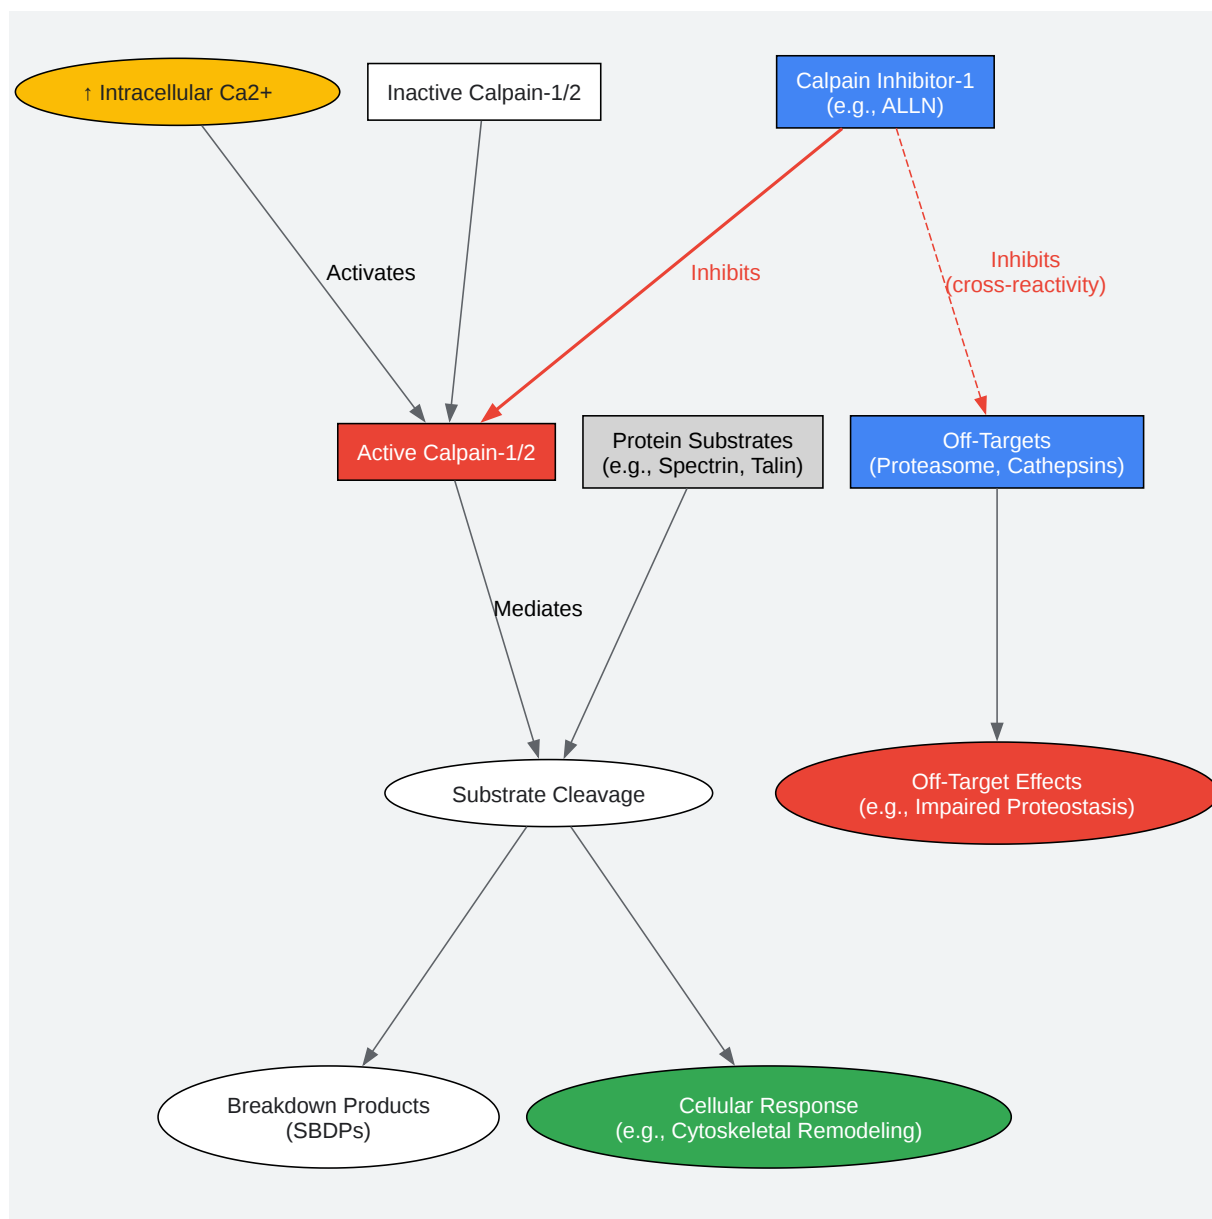 ↑ Intracellular Ca2+
Inactive Calpain-1/2
Calpain Inhibitor-1
(e.g., ALLN)
Activates
Inhibits
Inhibits
(cross-reactivity)
Active Calpain-1/2
Protein Substrates
(e.g., Spectrin, Talin)
Off-Targets
(Proteasome, Cathepsins)
Mediates
Substrate Cleavage
Off-Target Effects
(e.g., Impaired Proteostasis)
Breakdown Products
(SBDPs)
Cellular Response
(e.g., Cytoskeletal Remodeling)